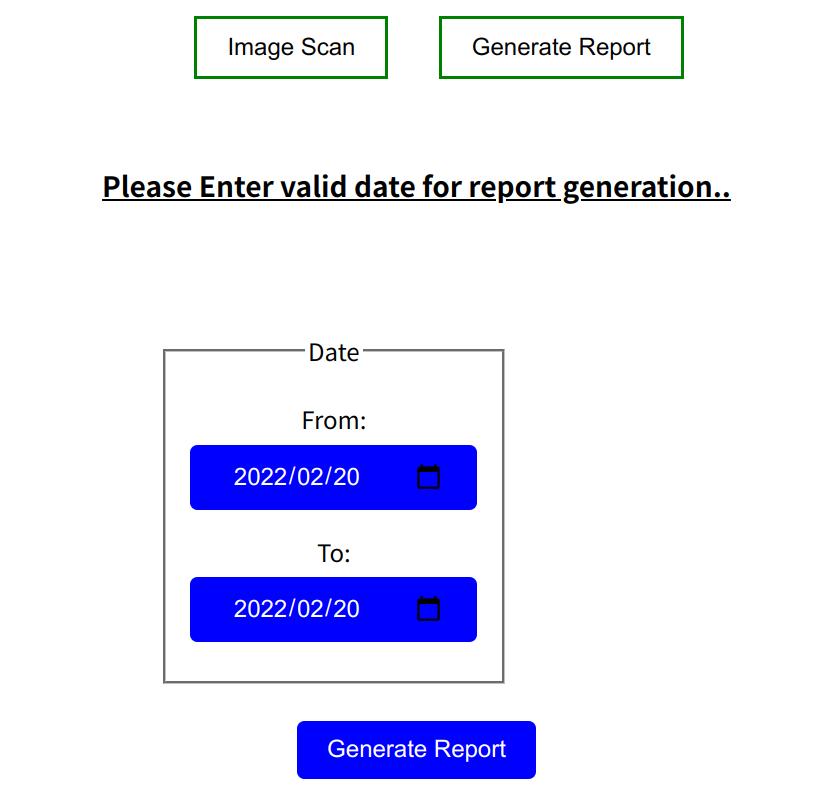 Image Scan Generate Report
Please Enter valid date for report generation..
Date
From:
2022/02/20
To:
2022/02/20
Generate Report